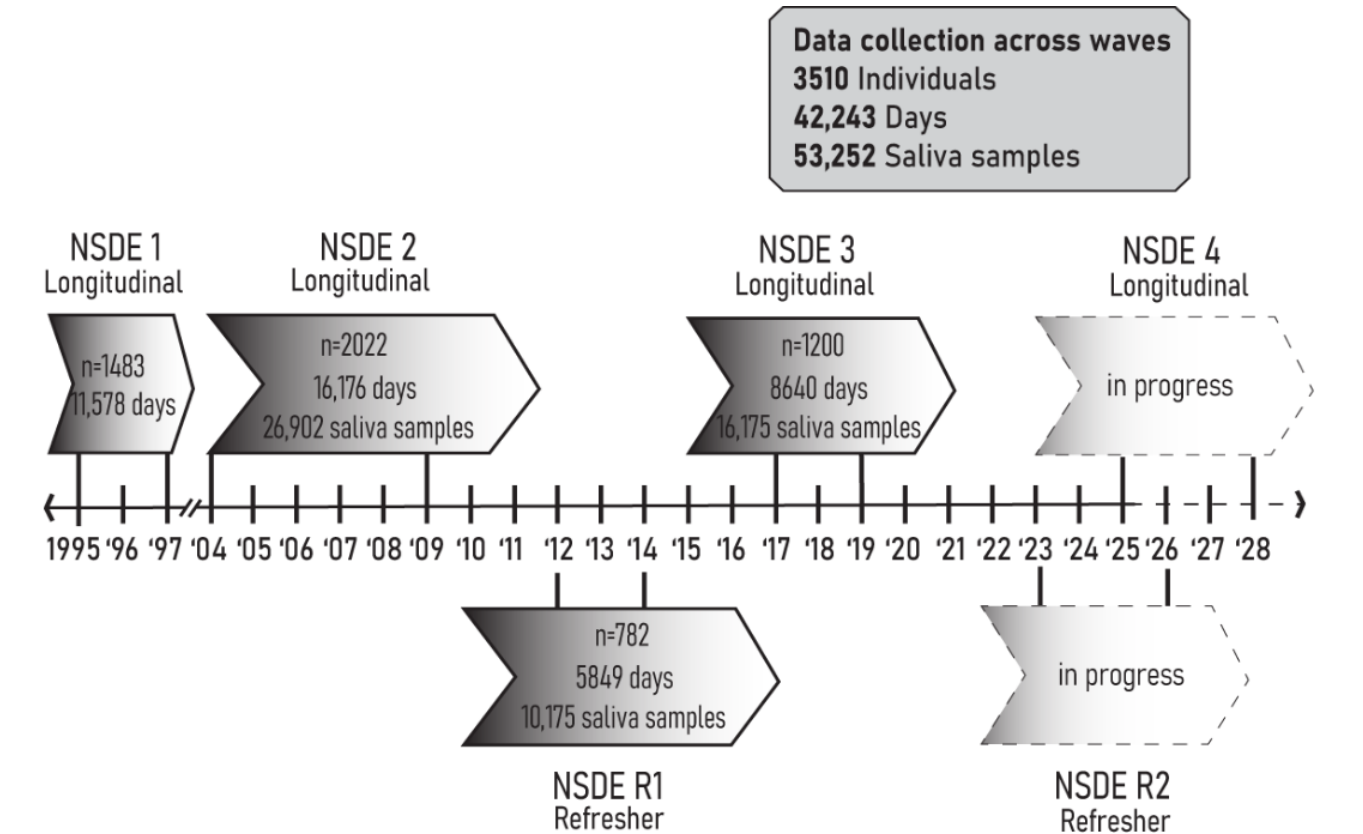 Data collection across waves
3510 Individuals
42,243 Days
53,252 Saliva samples
NSDE 1
Longitudinal
n=1483
11,578 days
NSDE 2
Longitudinal
n=2022
16,176 days
26,902 saliva samples
NSDE 3
Longitudinal
n=1200
8640 days
16,175 saliva samples
NSDE 4
Longitudinal
in progress
1995 '96 '97 '04 '05 '06 '07 '08 '09 '10 '11 '12 '13 '14 '15 '16 '17 '18 '19 '20 '21 '22 '23 '24 '25 '26 '27 '28
n=782
5849 days
10,175 saliva samples
NSDE R1
Refresher
in progress
NSDE R2
Refresher